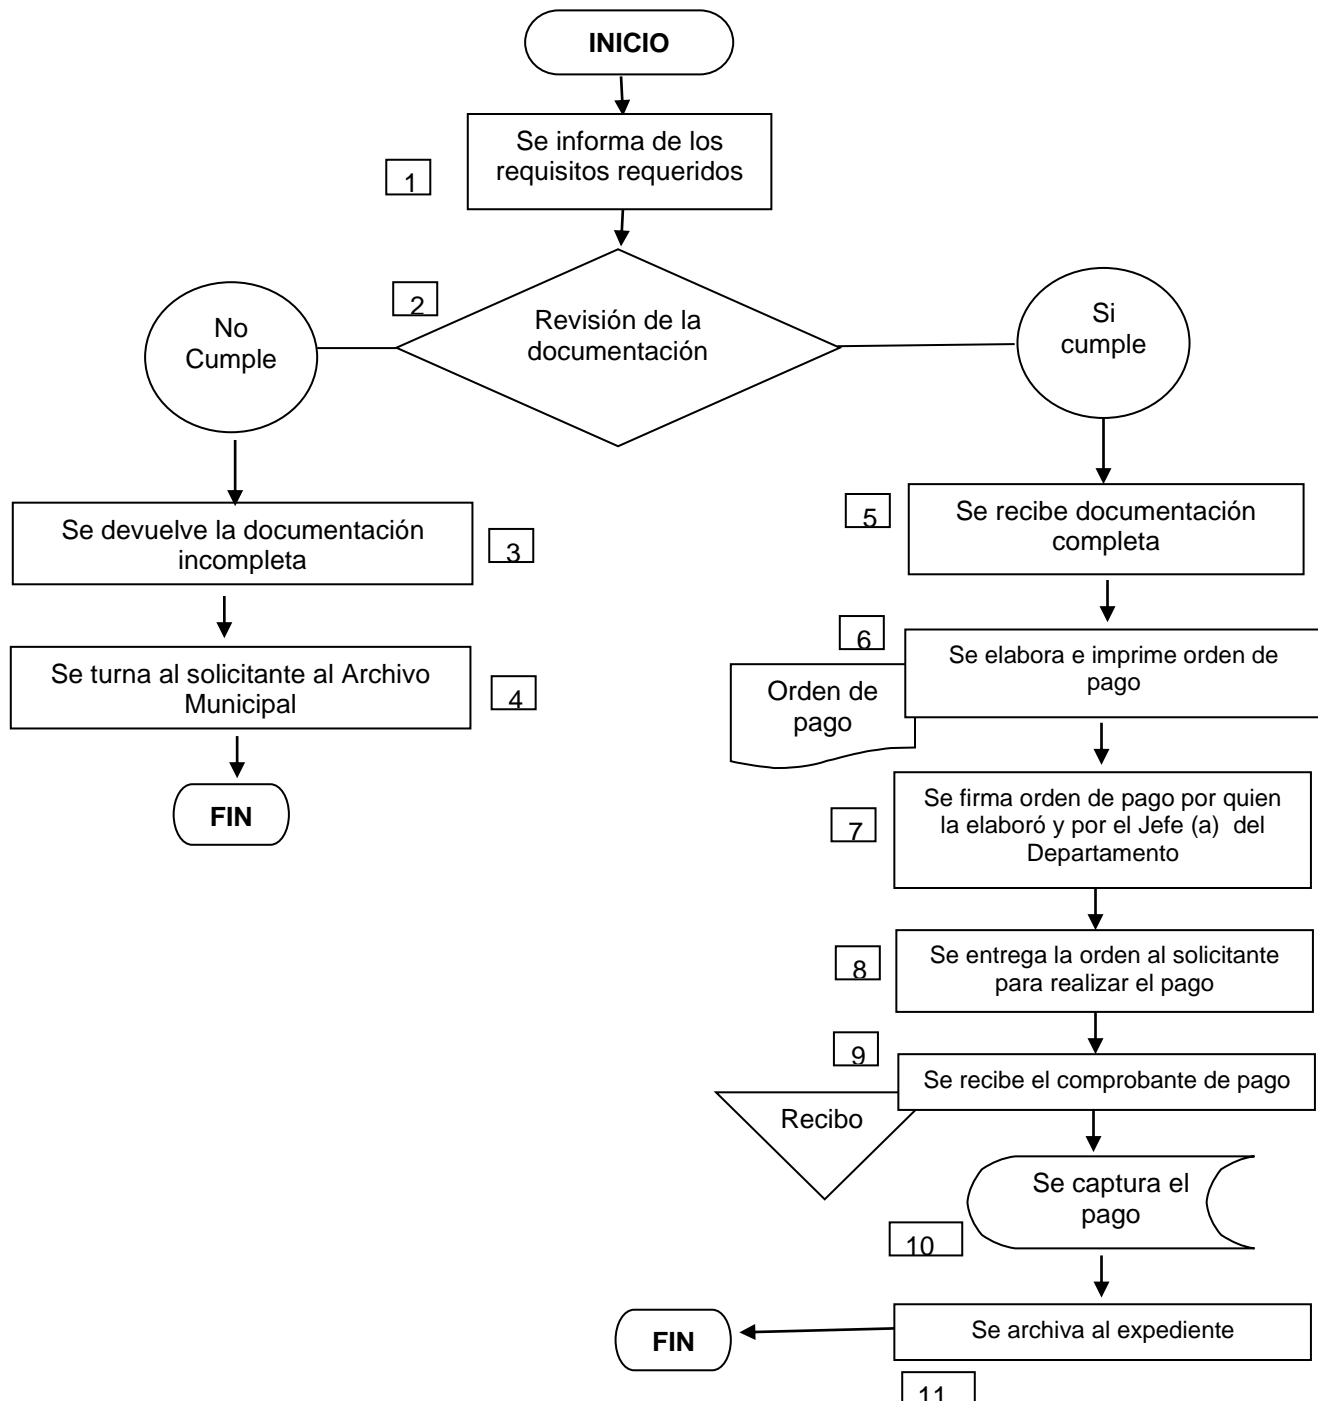 INICIO
Se informa de los
requisitos requeridos
1
2
Revisión de la
documentación
No
Cumple
Si
cumple
Se devuelve la documentación
incompleta
3
Se turna al solicitante al Archivo
Municipal
4
FIN
5
Se recibe documentación
completa
6
Se elabora e imprime orden de
pago
Orden de
pago
7
Se firma orden de pago por quien
la elaboró y por el Jefe (a) del
Departamento
8
Se entrega la orden al solicitante
para realizar el pago
9
Se recibe el comprobante de pago
Recibo
Se captura el
pago
10
Se archiva al expediente
FIN
11